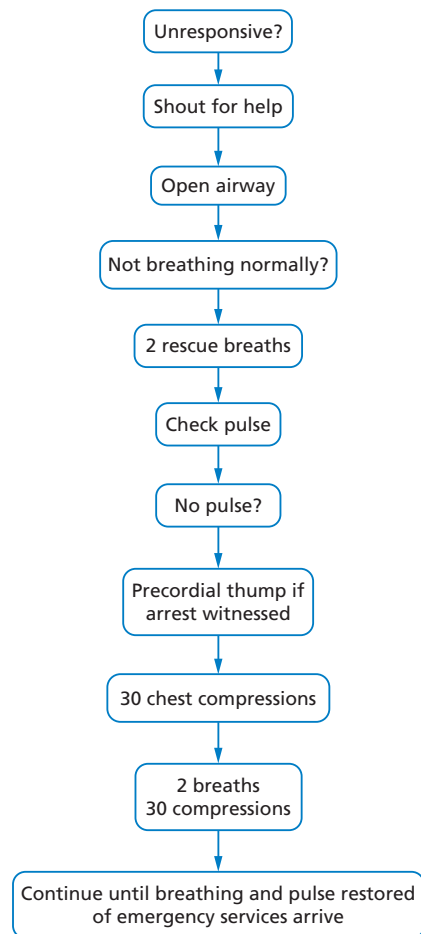 Unresponsive?
Shout for help
Open airway
Not breathing normally?
2 rescue breaths
Check pulse
No pulse?
Precordial thump if
arrest witnessed
30 chest compressions
2 breaths
30 compressions
Continue until breathing and pulse restored
of emergency services arrive